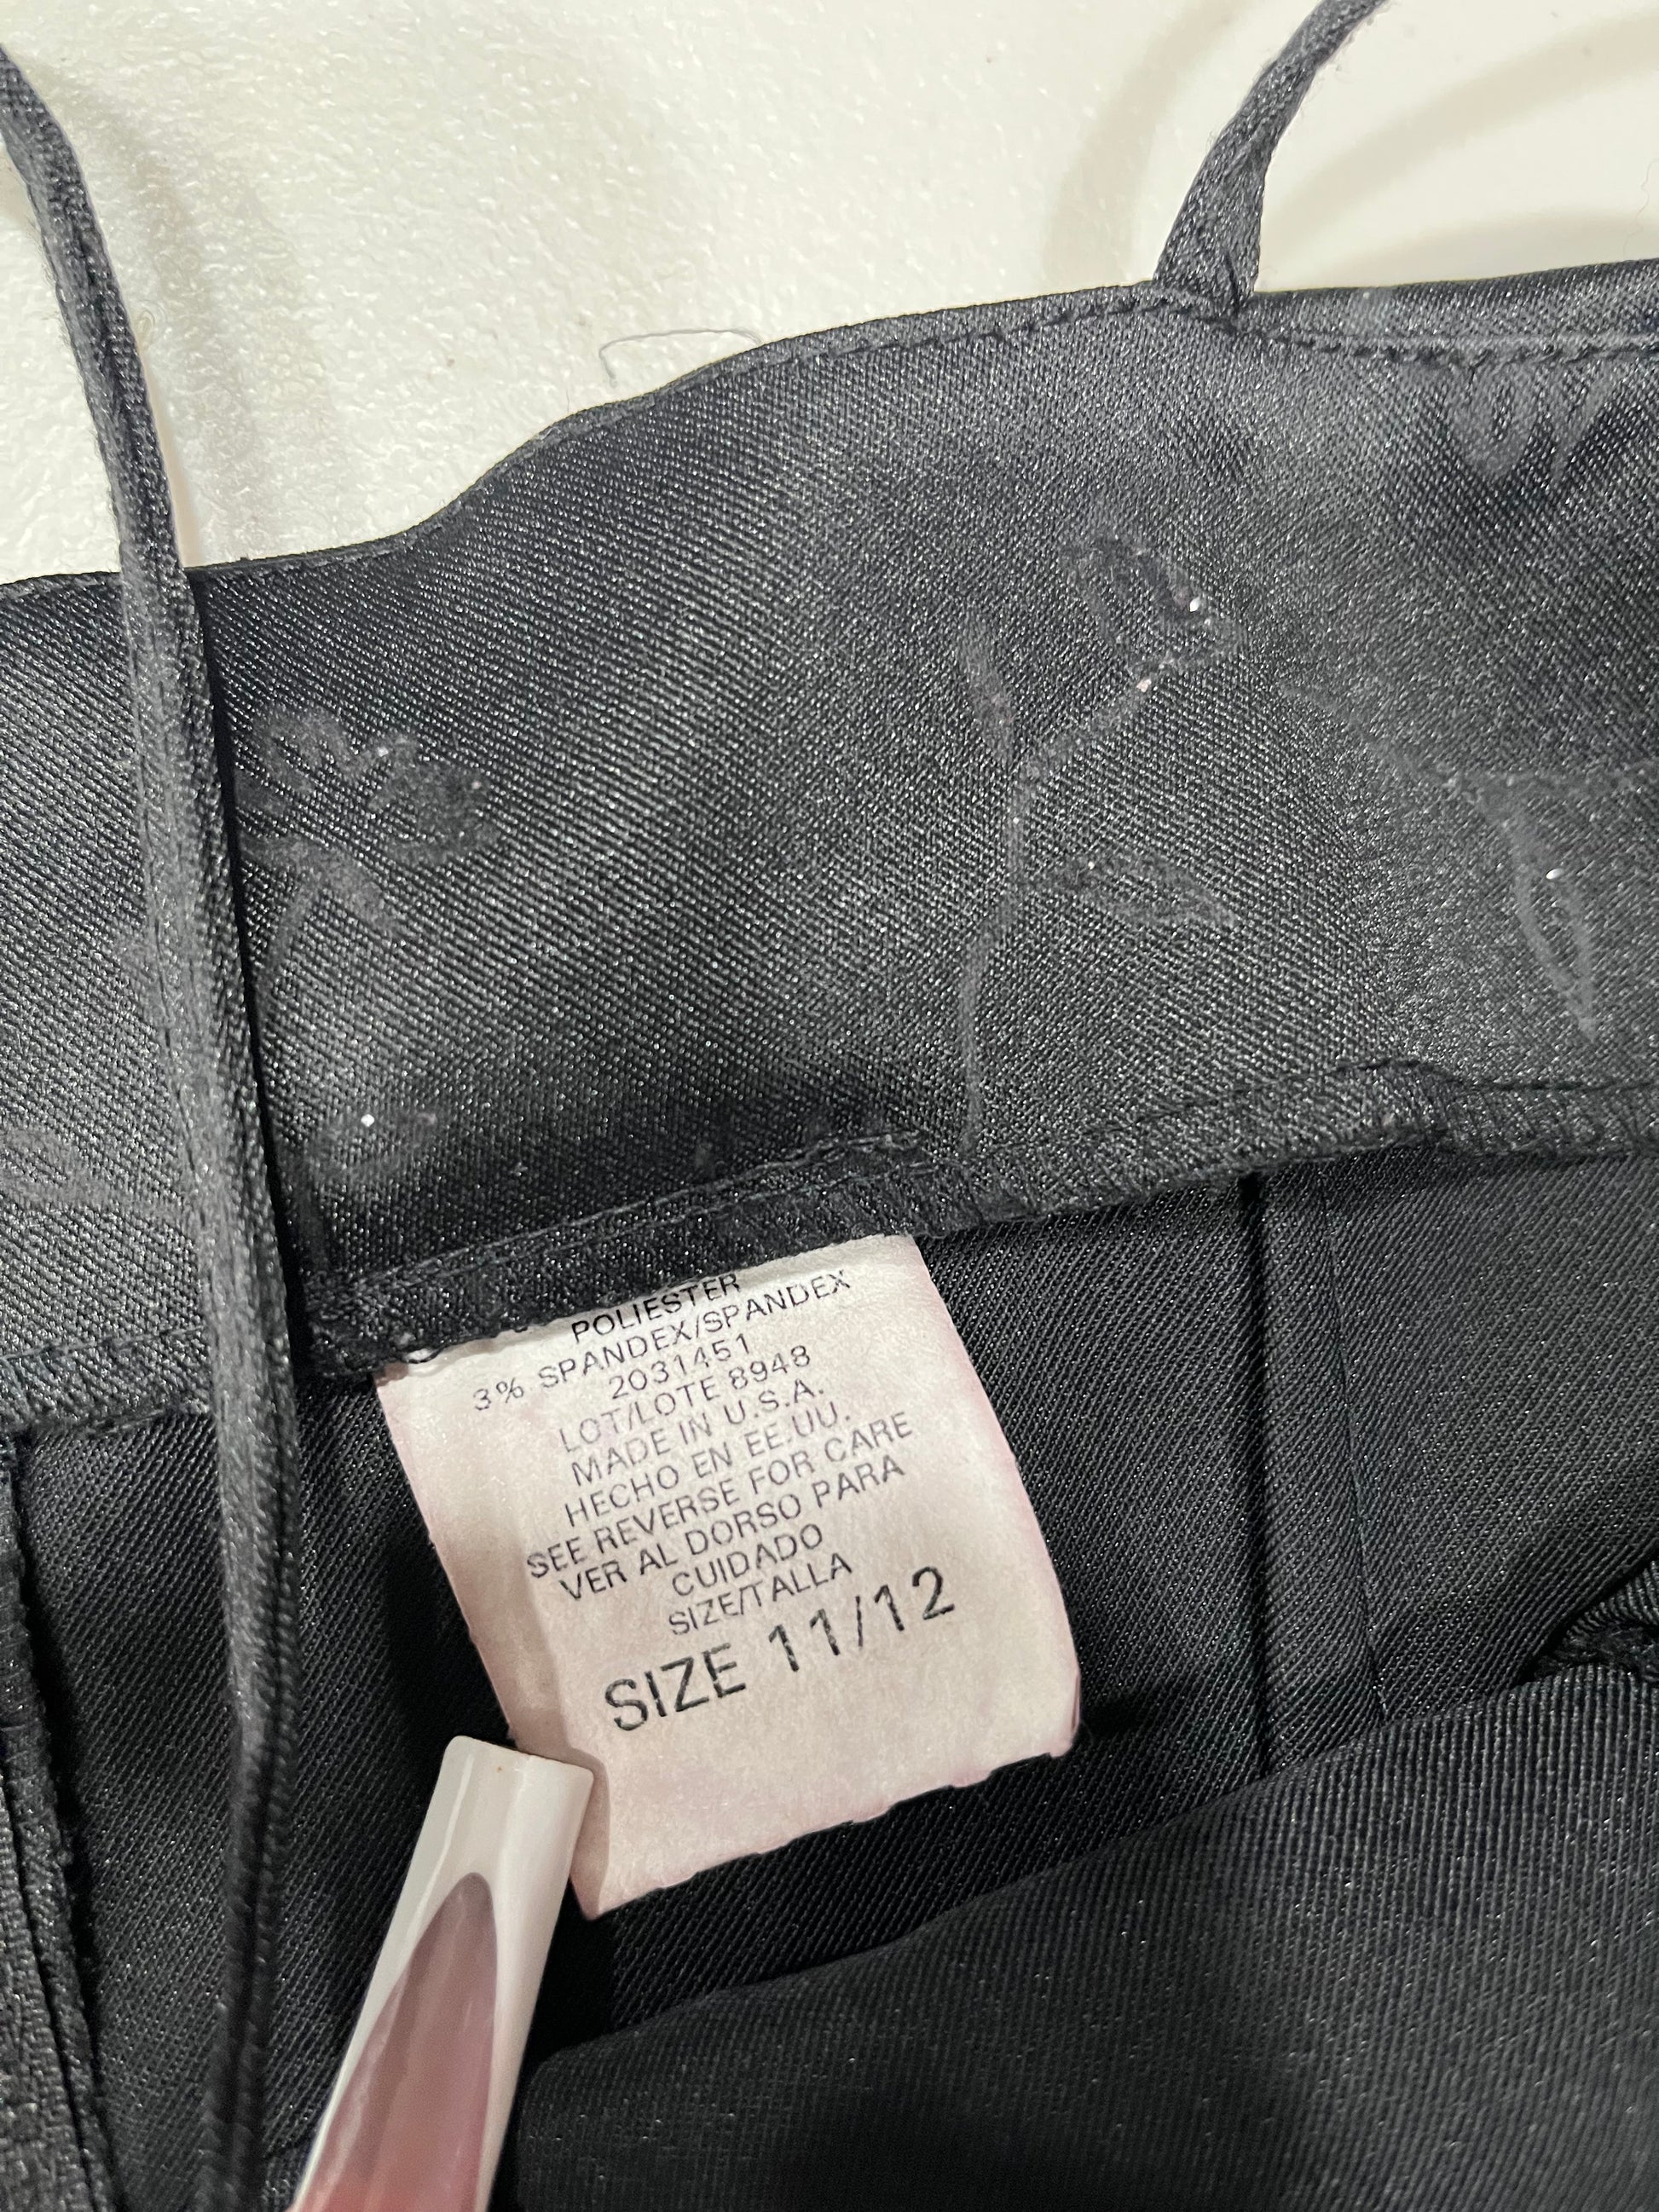 POLIESTER
3% SPANDEX/SPANDEX
2031451
LOT/LOTE 8948
MADE IN U.S.A.
HECHO EN EE.UU.
SEE REVERSE FOR CARE
VER AL DORSO PARA
CUIDADO
SIZE/TALLA
SIZE 11/12